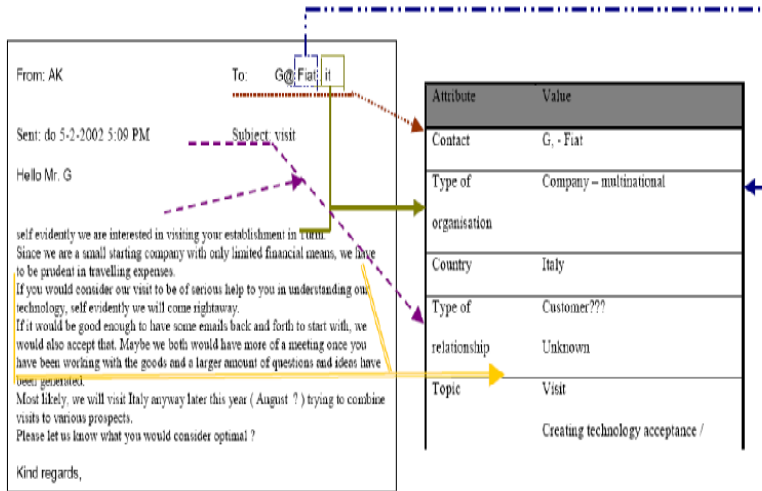 From: AK To: G@ Fiat it
Sent: do 5-2-2002 5:09 PM Subject: visit
Hello Mr. G
self evidently we are interested in visiting your establishment in Turin.
Since we are a small starting company with only limited financial means, we have
to be prudent in travelling expenses.
If you would consider our visit to be of serious help to you in understanding our
technology, self evidently we will come rightaway.
If it would be good enough to have some emails back and forth to start with, we
would also accept that. Maybe we both would have more of a meeting once you
have been working with the goods and a larger amount of questions and ideas have
been generated.
Most likely, we will visit Italy anyway later this year ( August ? ) trying to combine
visits to various prospects.
Please let us know what you would consider optimal ?
Kind regards,
Attribute Value
Contact G, - Fiat
Type of Company – multinational
organisation
Country Italy
Type of Customer???
relationship Unknown
Topic Visit
Creating technology acceptance /